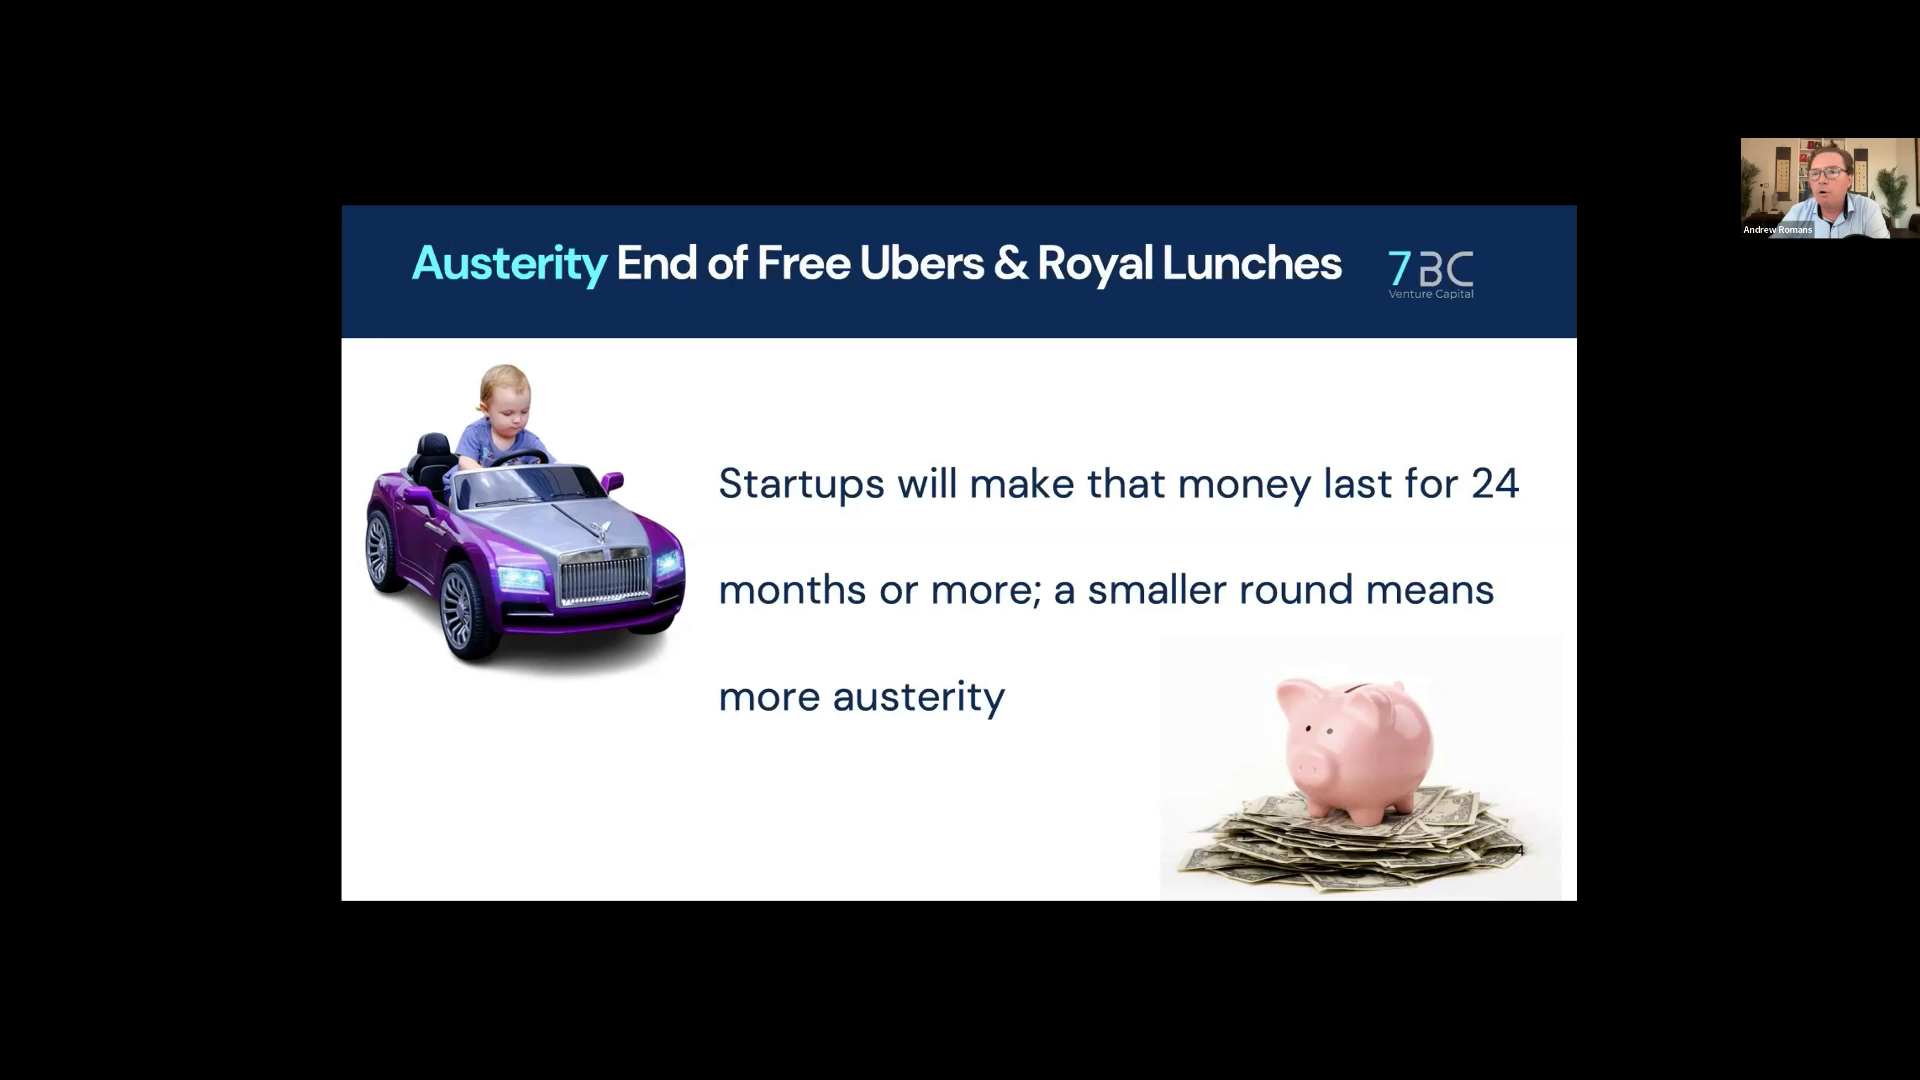 Austerity End of Free Ubers & Royal Lunches
7BC
Venture Capital
Andrew Romans
Startups will make that money last for 24
months or more; a smaller round means
more austerity
4